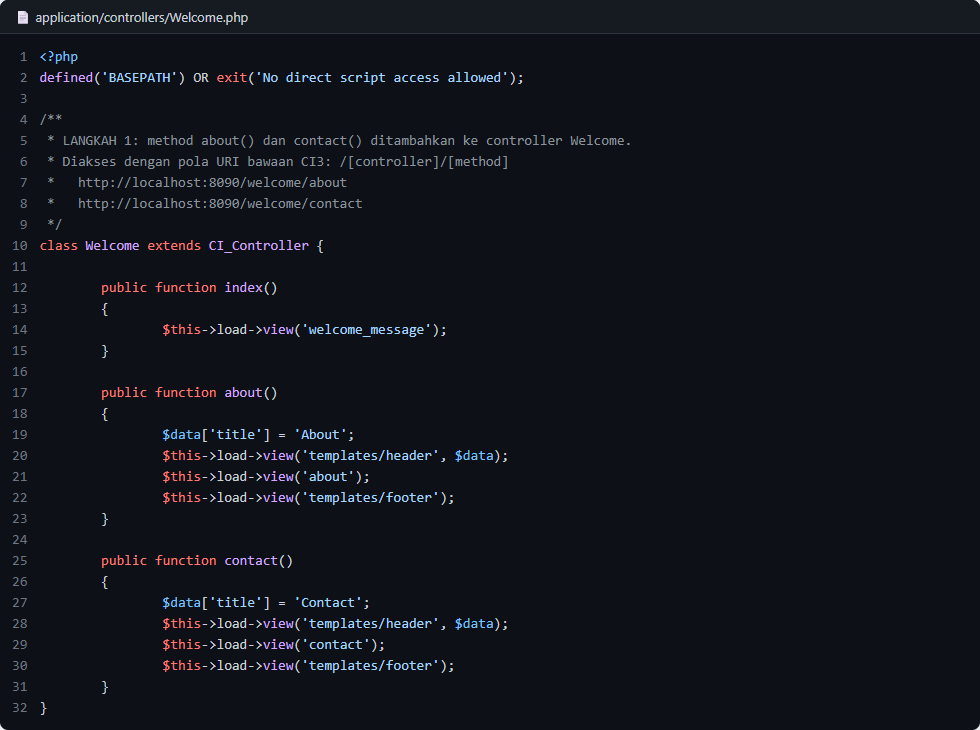 application/controllers/Welcome.php
1 <?php
2 defined('BASEPATH') OR exit('No direct script access allowed');
3
4 /**
5  * LANGKAH 1: method about() dan contact() ditambahkan ke controller Welcome.
6  * Diakses dengan pola URI bawaan CI3: /[controller]/[method]
7  *   http://localhost:8090/welcome/about
8  *   http://localhost:8090/welcome/contact
9  */
10 class Welcome extends CI_Controller {
11
12         public function index()
13         {
14                 $this->load->view('welcome_message');
15         }
16
17         public function about()
18         {
19                 $data['title'] = 'About';
20                 $this->load->view('templates/header', $data);
21                 $this->load->view('about');
22                 $this->load->view('templates/footer');
23         }
24
25         public function contact()
26         {
27                 $data['title'] = 'Contact';
28                 $this->load->view('templates/header', $data);
29                 $this->load->view('contact');
30                 $this->load->view('templates/footer');
31         }
32 }